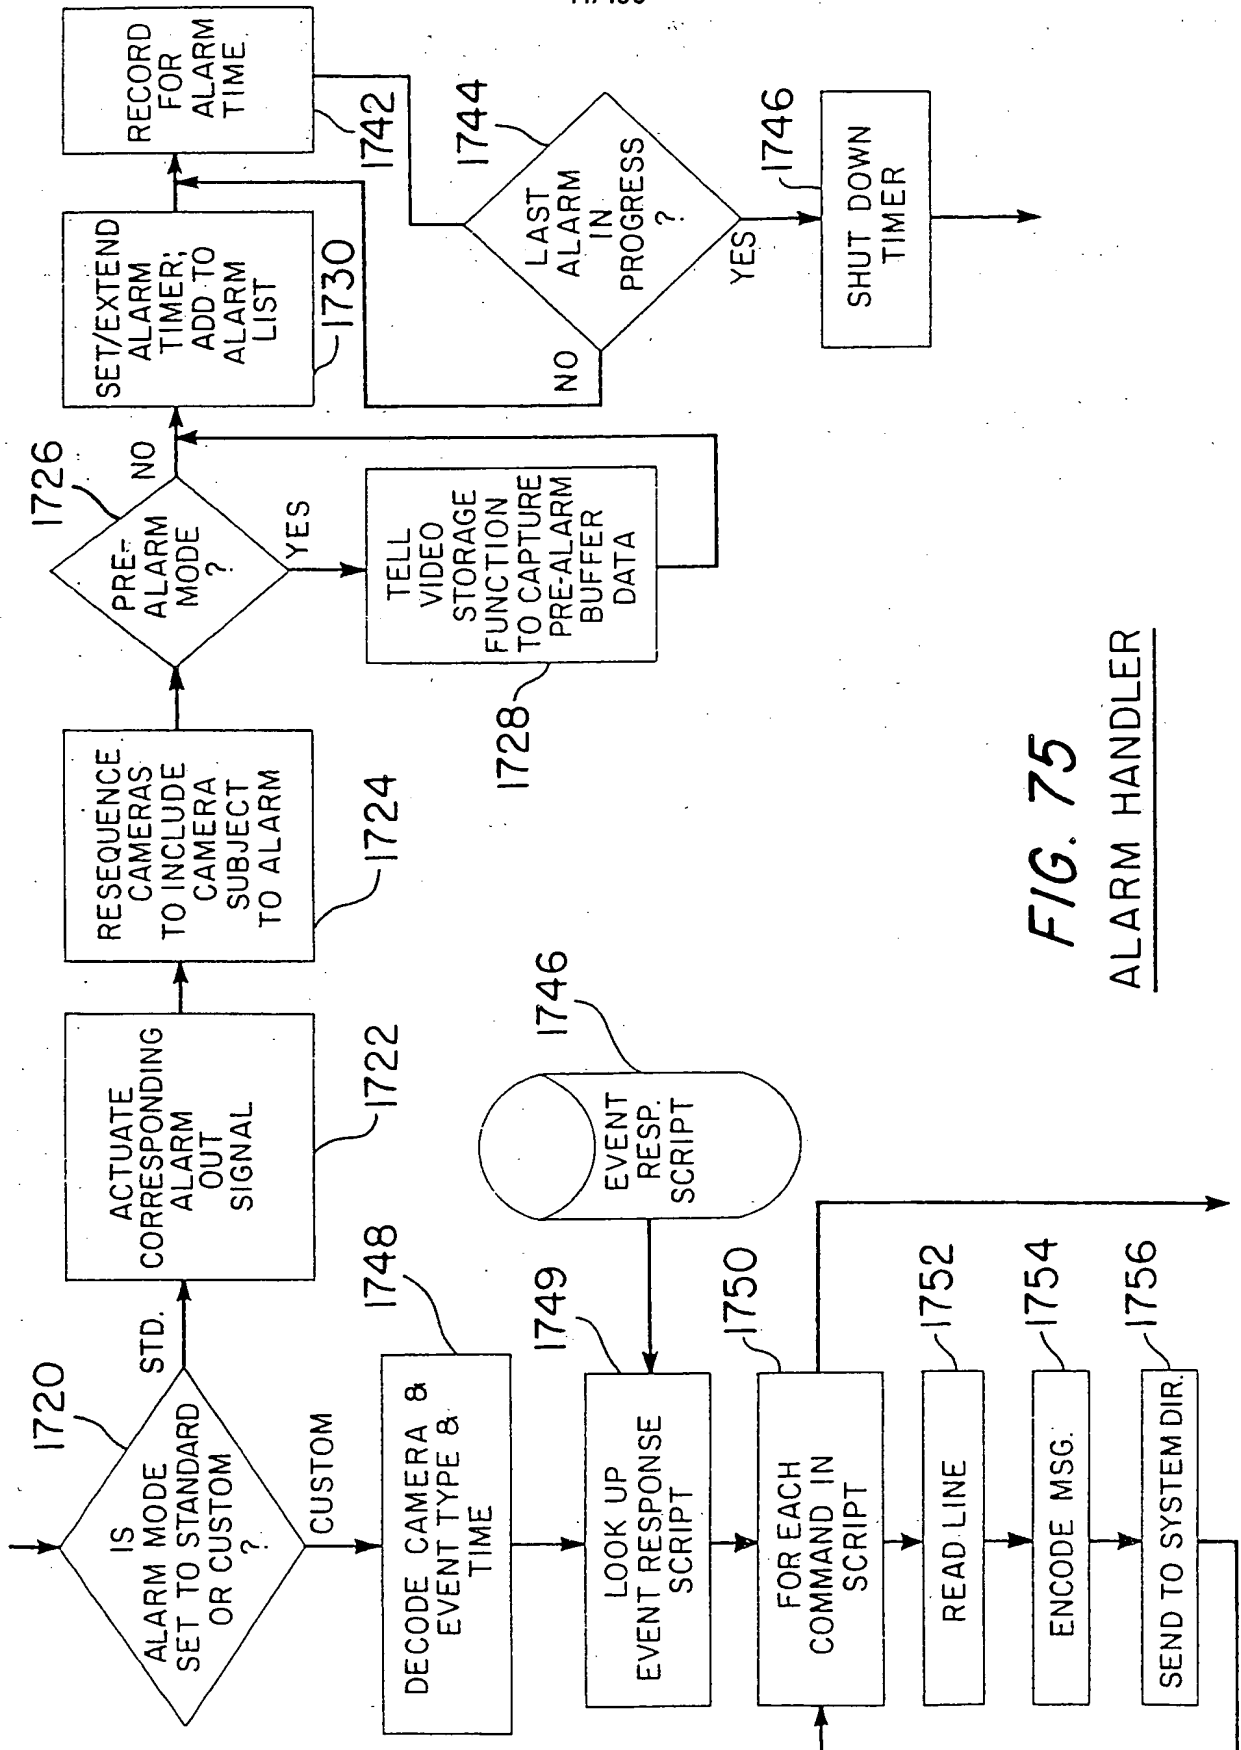 1720
IS
ALARM MODE
SET TO STANDARD
OR CUSTOM
?
STD.
CUSTOM
ACTUATE
CORRESPONDING
ALARM
OUT
SIGNAL
1722
RESEQUENCE
CAMERAS
TO INCLUDE
CAMERA
SUBJECT
TO ALARM
1724
1726
PRE-
ALARM
MODE
?
NO
YES
TELL
VIDEO
STORAGE
FUNCTION
TO CAPTURE
PRE-ALARM
BUFFER
DATA
1728
SET/EXTEND
ALARM
TIMER;
ADD TO
ALARM
LIST
1730
RECORD
FOR
ALARM
TIME.
1742
1744
LAST
ALARM
IN
PROGRESS
?
NO
YES
1746
SHUT DOWN
TIMER
1748
DECODE CAMERA &
EVENT TYPE &
TIME
1749
LOOK UP
EVENT RESPONSE
SCRIPT
1746
EVENT
RESP.
SCRIPT
1750
FOR EACH
COMMAND IN
SCRIPT
1752
READ LINE
1754
ENCODE MSG.
1756
SEND TO SYSTEM DIR.
FIG. 75
ALARM HANDLER